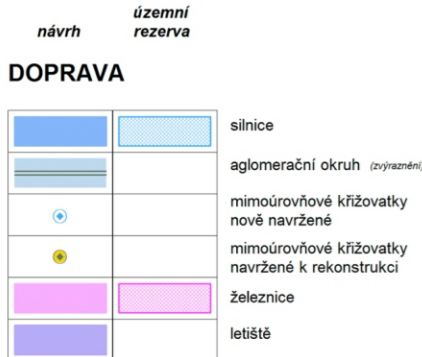 návrh
územní
rezerva
DOPRAVA
silnice
aglomerační okruh (zvýraznění)
mimoúrovňové křižovatky
nově navržené
mimoúrovňové křižovatky
navržené k rekonstrukci
železnice
letiště